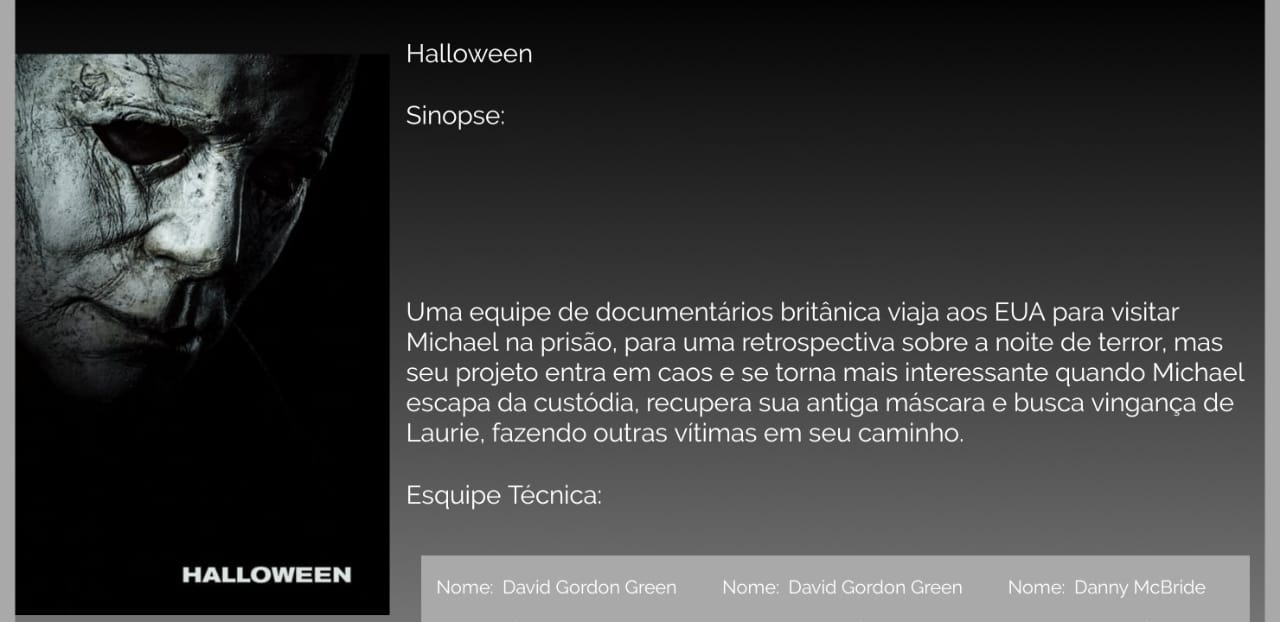 Halloween
Sinopse:
Uma equipe de documentários britânica viaja aos EUA para visitar
Michael na prisão, para uma retrospectiva sobre a noite de terror, mas
seu projeto entra em caos e se torna mais interessante quando Michael
escapa da custódia, recupera sua antiga máscara e busca vingança de
Laurie, fazendo outras vítimas em seu caminho.
Esquipe Técnica:
HALLOWEEN
Nome: David Gordon Green Nome: David Gordon Green Nome: Danny McBride